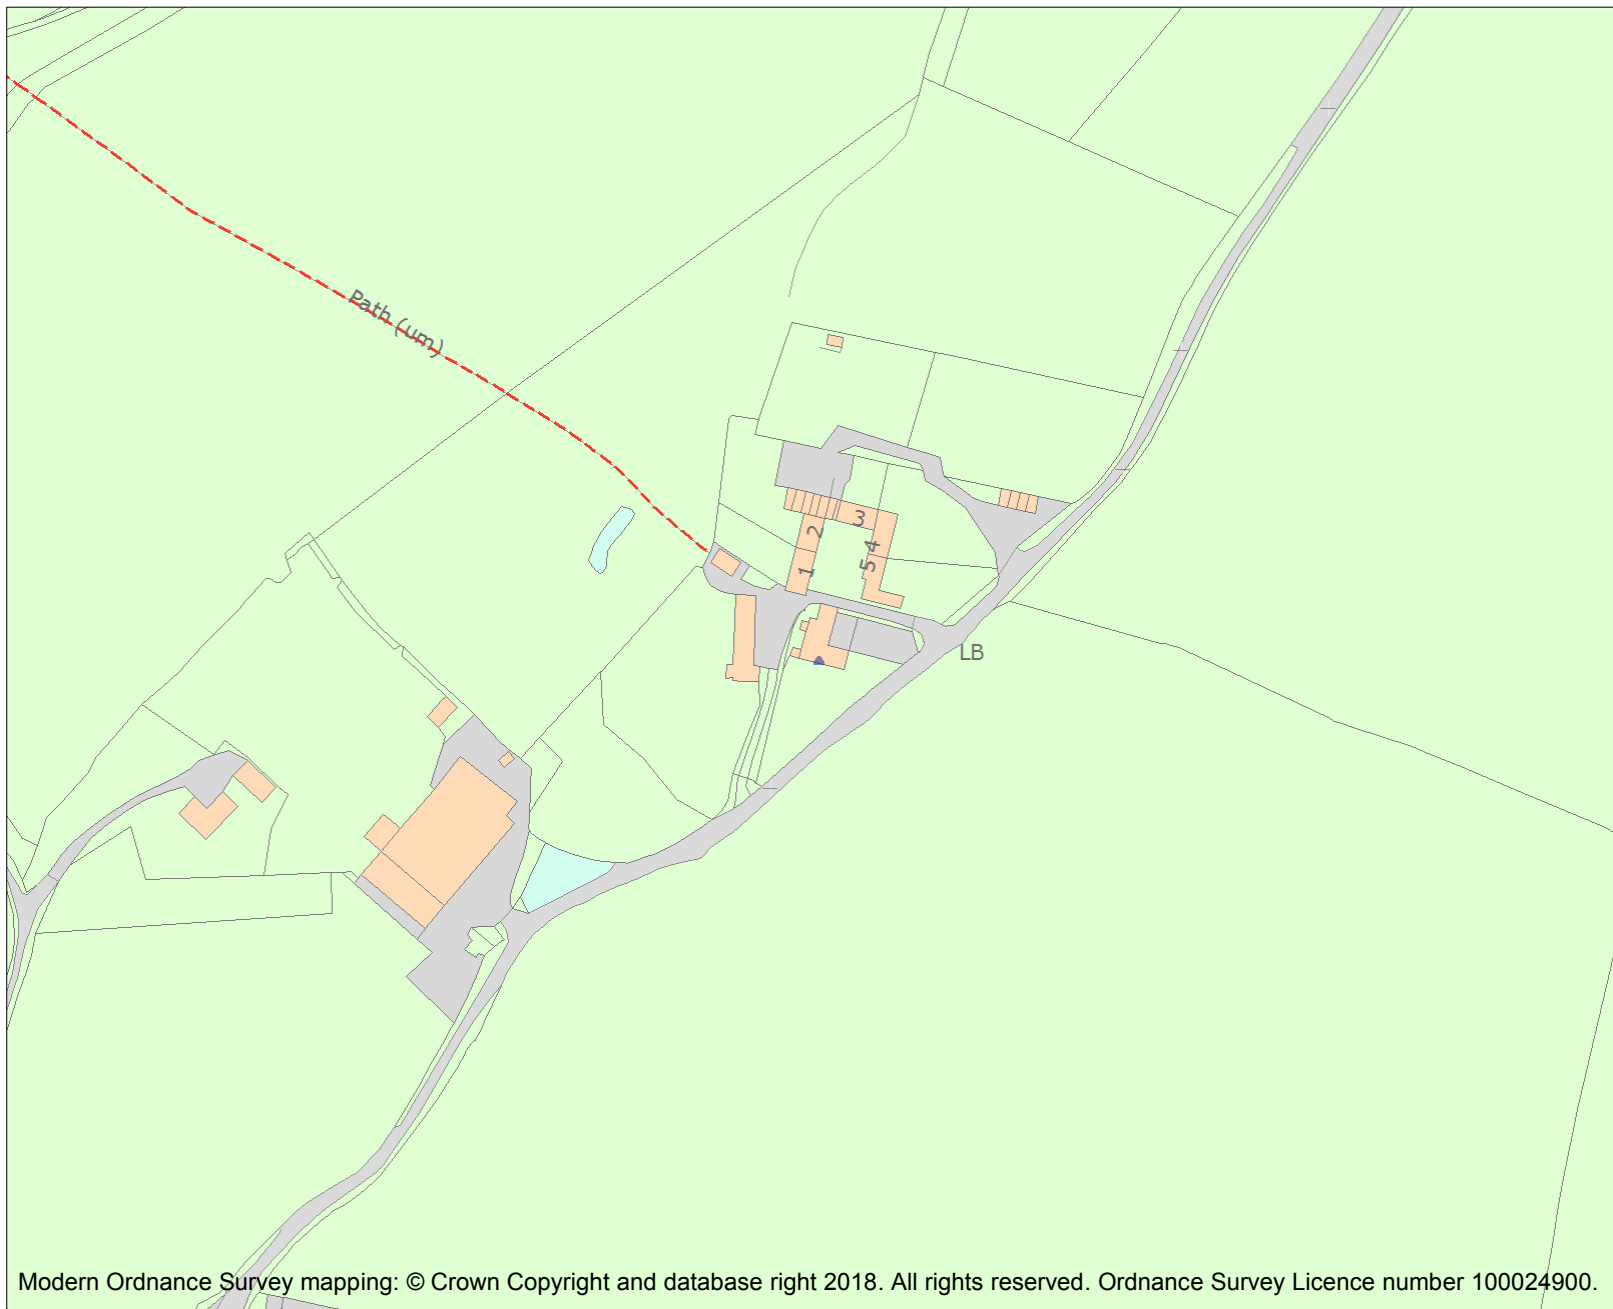 Path (um)
3
2
4
1
5
LB
Modern Ordnance Survey mapping: © Crown Copyright and database right 2018. All rights reserved. Ordnance Survey Licence number 100024900.